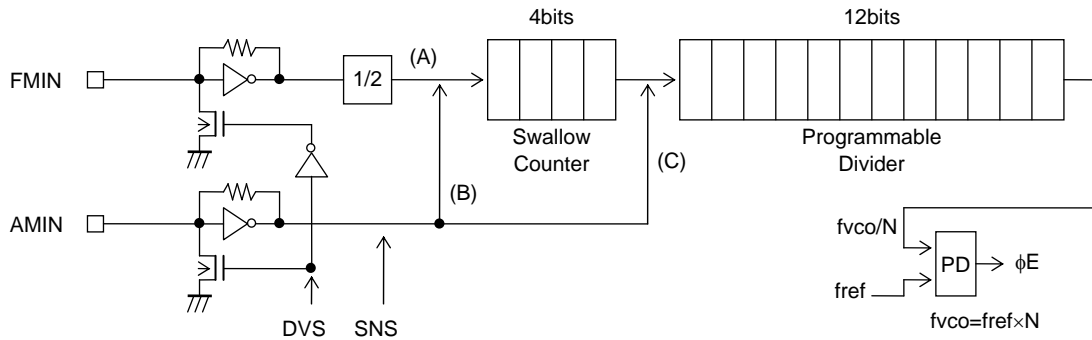 4bits
12bits
(A)
FMIN
1/2
Swallow
Counter
Programmable
Divider
(C)
(B)
AMIN
fvco/N
PD
ϕE
fref
DVS
SNS
fvco=fref×N